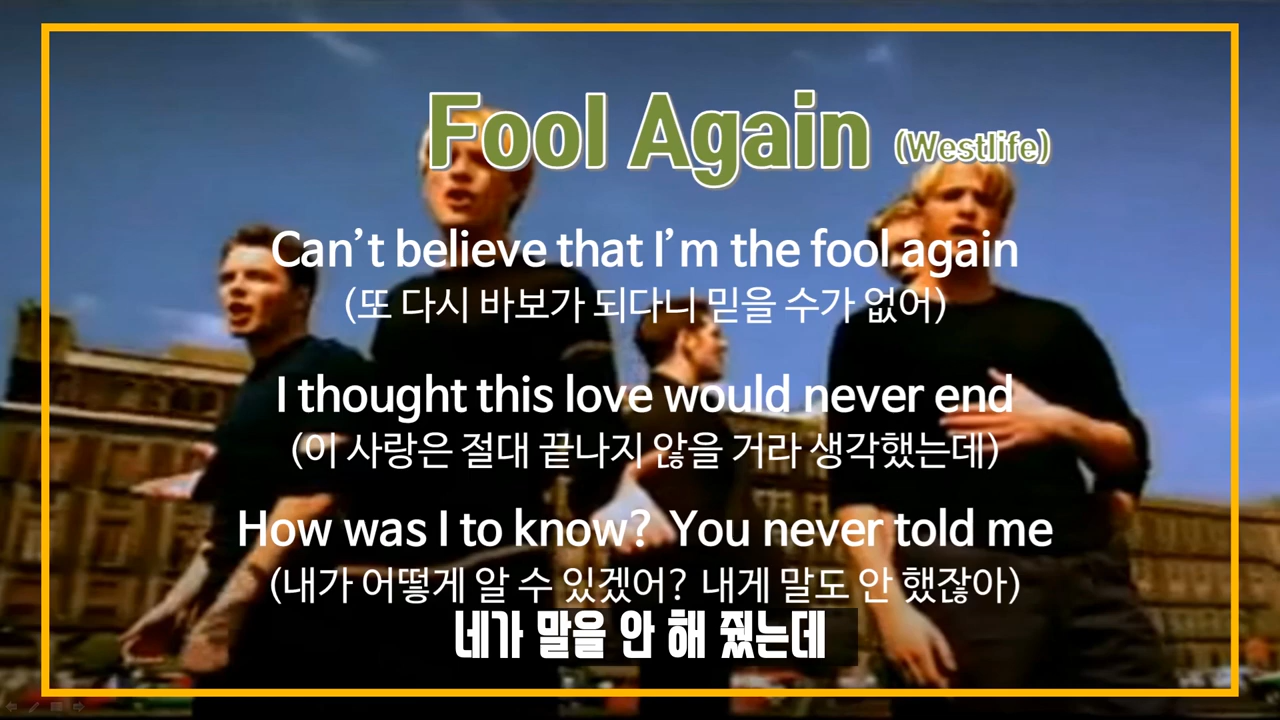 Fool Again (Westlife)
Can’t believe that I’m the fool again
(또 다시 바보가 되다니 믿을 수가 없어)
I thought this love would never end
(이 사랑은 절대 끝나지 않을 거라 생각했는데)
How was I to know? You never told me
(내가 어떻게 알 수 있겠어? 내게 말도 안 했잖아)
네가 말을 안 해 줬는데